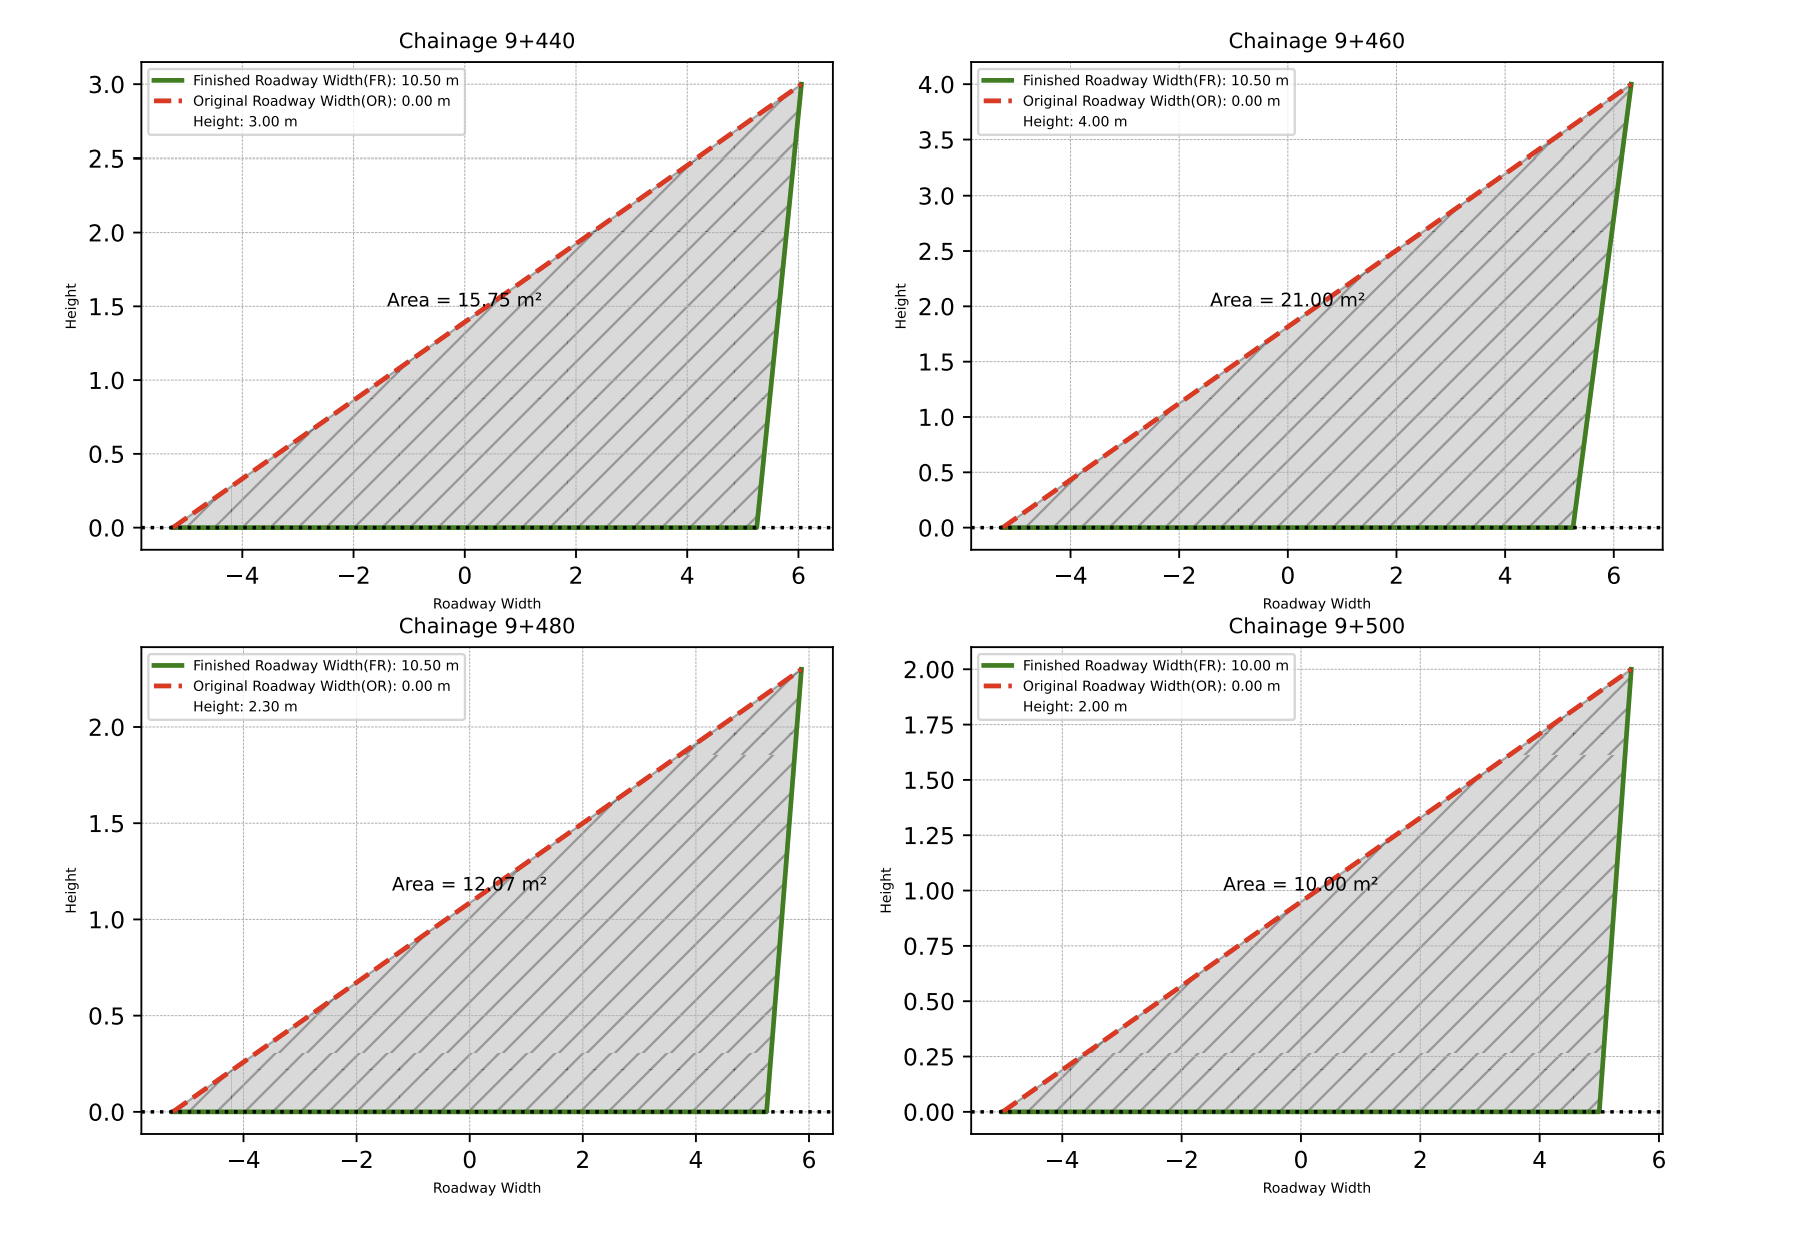 Chainage 9+440
Finished Roadway Width(FR): 10.50 m
Original Roadway Width(OR): 0.00 m
Height: 3.00 m
3.0
2.5
2.0
1.5
1.0
0.5
0.0
Height
Area = 15.75 m²
−4 −2 0 2 4 6
Roadway Width
Chainage 9+460
Finished Roadway Width(FR): 10.50 m
Original Roadway Width(OR): 0.00 m
Height: 4.00 m
4.0
3.5
3.0
2.5
2.0
1.5
1.0
0.5
0.0
Height
Area = 21.00 m²
−4 −2 0 2 4 6
Roadway Width
Chainage 9+480
Finished Roadway Width(FR): 10.50 m
Original Roadway Width(OR): 0.00 m
Height: 2.30 m
2.0
1.5
1.0
0.5
0.0
Height
Area = 12.07 m²
−4 −2 0 2 4 6
Roadway Width
Chainage 9+500
Finished Roadway Width(FR): 10.00 m
Original Roadway Width(OR): 0.00 m
Height: 2.00 m
2.00
1.75
1.50
1.25
1.00
0.75
0.50
0.25
0.00
Height
Area = 10.00 m²
−4 −2 0 2 4 6
Roadway Width